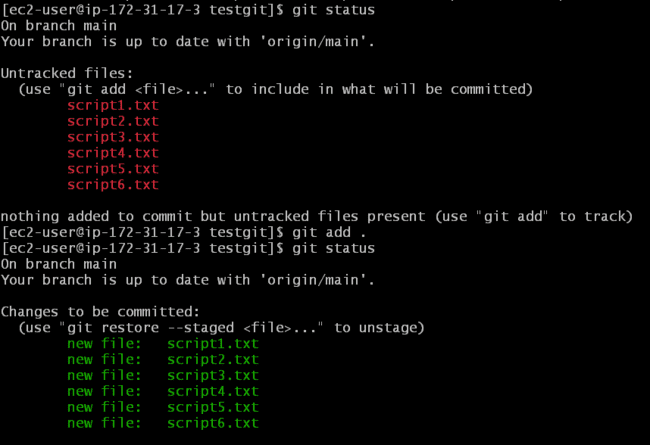 [ec2-user@ip-172-31-17-3 testgit]$ git status
On branch main
Your branch is up to date with 'origin/main'.
Untracked files:
(use "git add <file>..." to include in what will be committed)
script1.txt
script2.txt
script3.txt
script4.txt
script5.txt
script6.txt
nothing added to commit but untracked files present (use "git add" to track)
[ec2-user@ip-172-31-17-3 testgit]$ git add .
[ec2-user@ip-172-31-17-3 testgit]$ git status
On branch main
Your branch is up to date with 'origin/main'.
Changes to be committed:
(use "git restore --staged <file>..." to unstage)
new file:   script1.txt
new file:   script2.txt
new file:   script3.txt
new file:   script4.txt
new file:   script5.txt
new file:   script6.txt